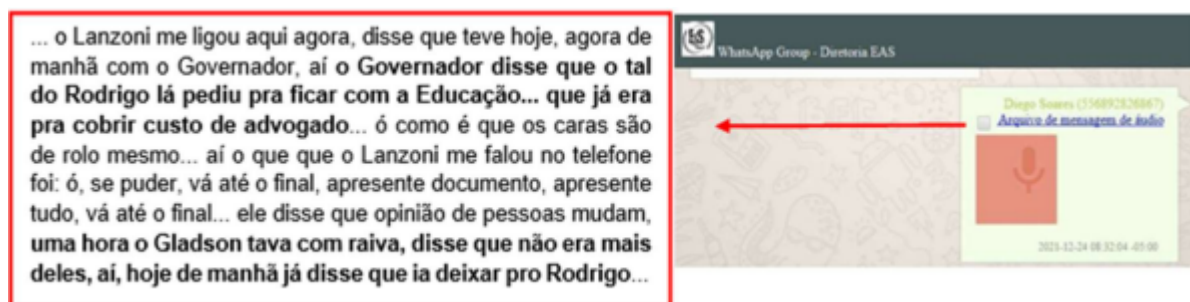 ... o Lanzoni me ligou aqui agora, disse que teve hoje, agora de
manhã com o Governador, aí o Governador disse que o tal
do Rodrigo lá pediu pra ficar com a Educação... que já era
pra cobrir custo de advogado... ó como é que os caras são
de rolo mesmo... aí o que que o Lanzoni me falou no telefone
foi: ó, se puder, vá até o final, apresente documento, apresente
tudo, vá até o final... ele disse que opinião de pessoas mudam,
uma hora o Gladson tava com raiva, disse que não era mais
deles, aí, hoje de manhã já disse que ia deixar pro Rodrigo...
WhatsApp Group - Diretoria EAS
Diego Soares (556892826867)
Arquivo de mensagem de áudio
2021-12-24 08:32:04 -05:00